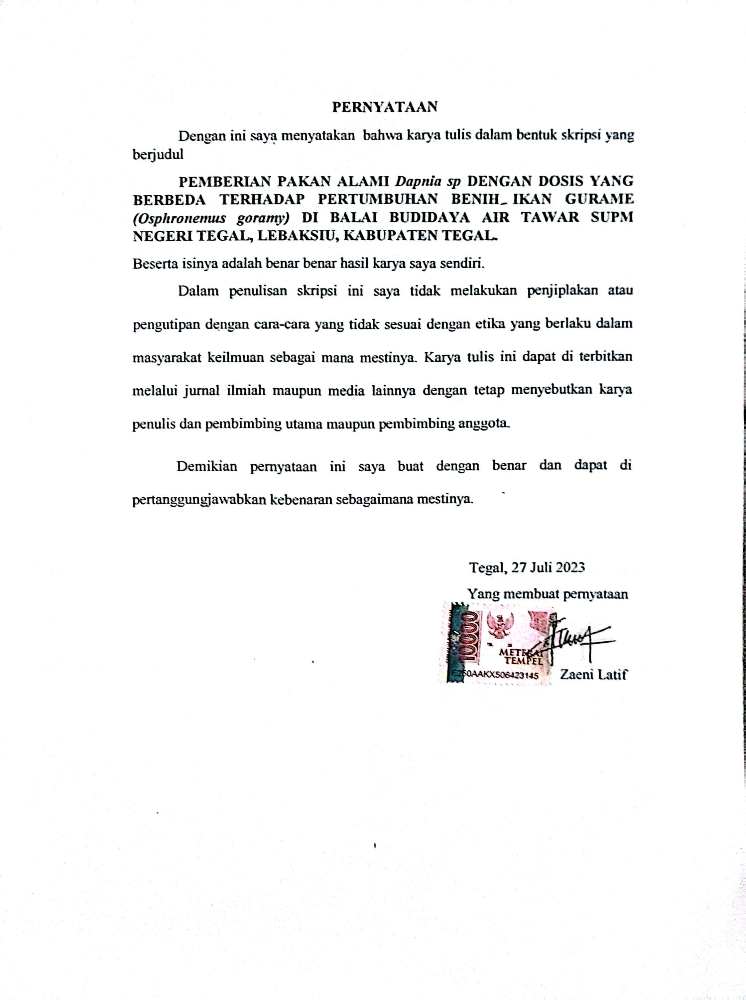 PERNYATAAN
Dengan ini saya menyatakan bahwa karya tulis dalam bentuk skripsi yang
berjudul
PEMBERIAN PAKAN ALAMI Dapnia sp DENGAN DOSIS YANG
BERBEDA TERHADAP PERTUMBUHAN BENIH IKAN GURAME
(Osphronemus goramy) DI BALAI BUDIDAYA AIR TAWAR SUPM
NEGERI TEGAL, LEBAKSIU, KABUPATEN TEGAL.
Beserta isinya adalah benar benar hasil karya saya sendiri.
Dalam penulisan skripsi ini saya tidak melakukan penjiplakan atau
pengutipan dengan cara-cara yang tidak sesuai dengan etika yang berlaku dalam
masyarakat keilmuan sebagai mana mestinya. Karya tulis ini dapat di terbitkan
melalui jurnal ilmiah maupun media lainnya dengan tetap menyebutkan karya
penulis dan pembimbing utama maupun pembimbing anggota.
Demikian pernyataan ini saya buat dengan benar dan dapat di
pertanggungjawabkan kebenaran sebagaimana mestinya.
Tegal, 27 Juli 2023
Yang membuat pernyataan
10000
METERAI
TEMPEL
E250AAKX506423145
Zaeni Latif